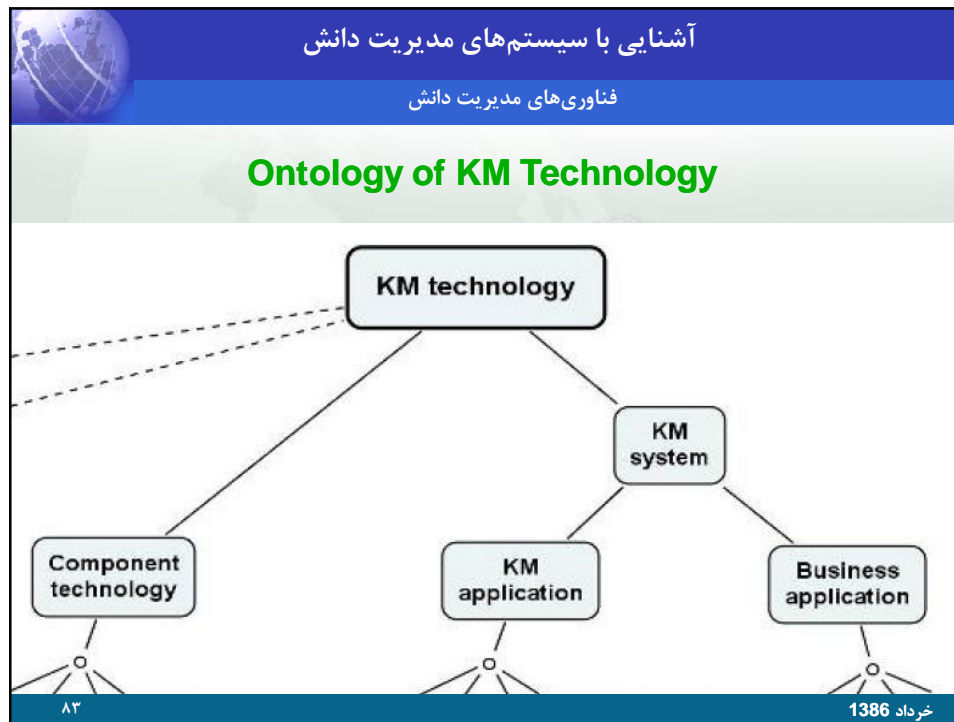 آشنایی با سیستم‌های مدیریت دانش
فناوری‌های مدیریت دانش
Ontology of KM Technology
KM technology
KM
system
Component
technology
KM
application
Business
application
۸۳
خرداد 1386